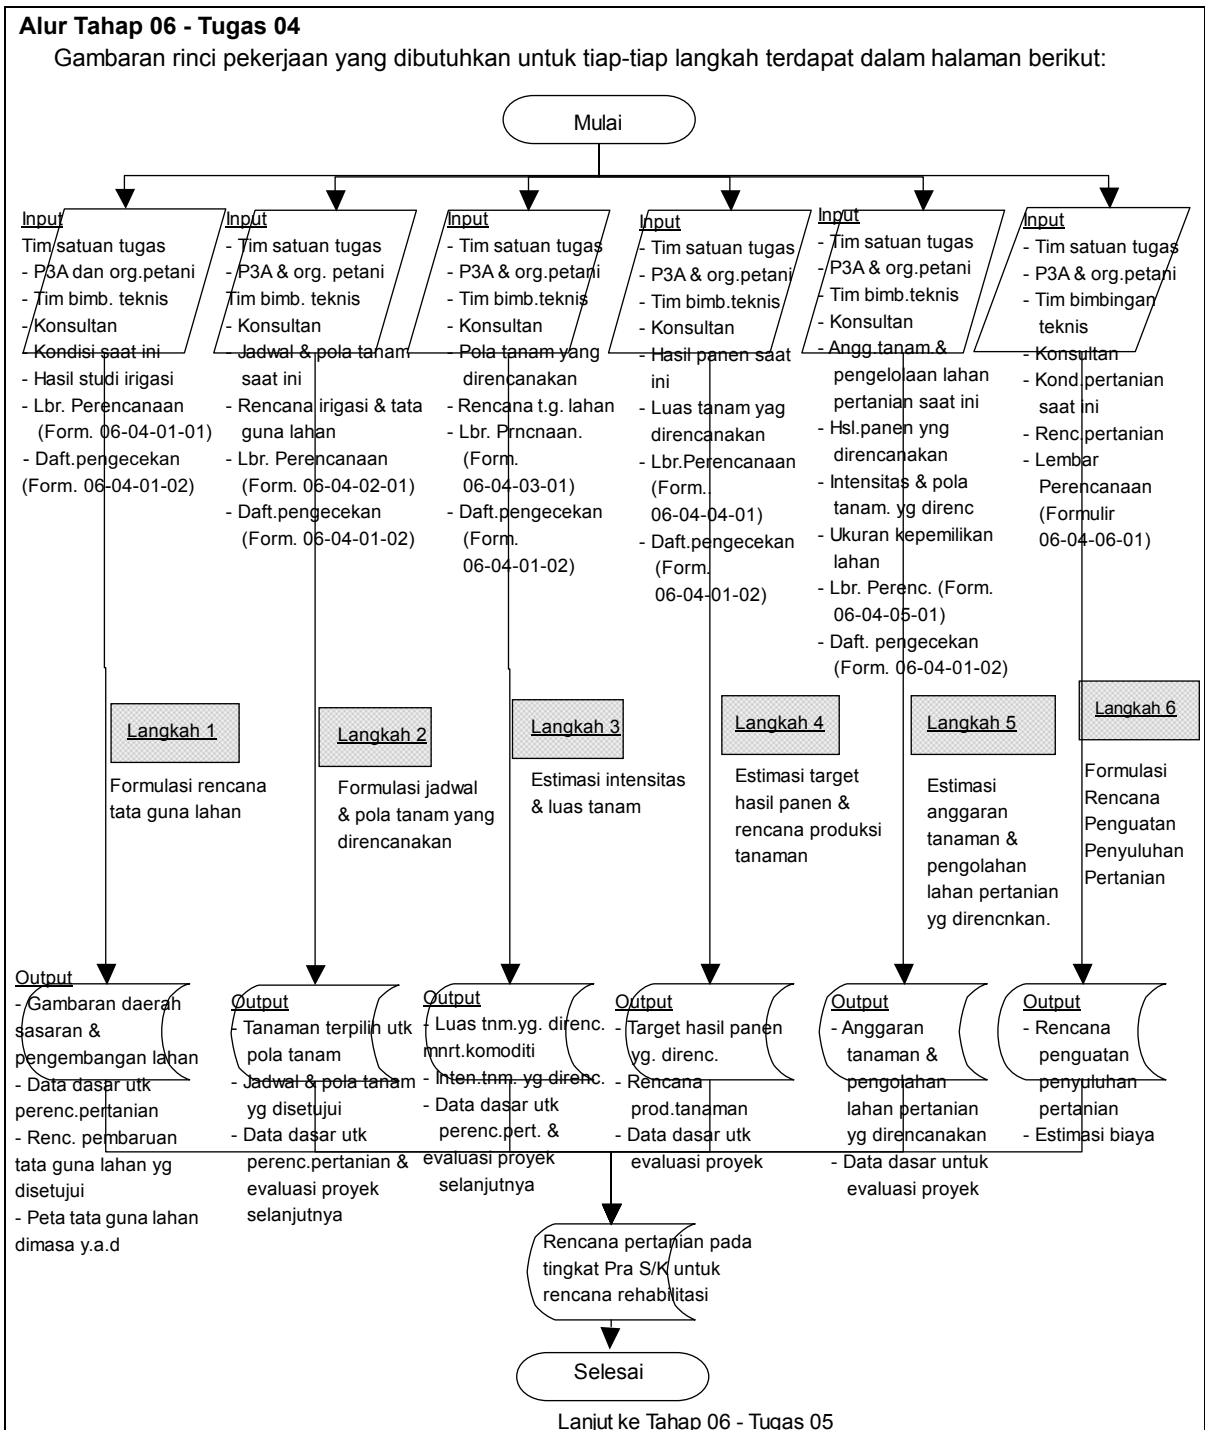 Alur Tahap 06 - Tugas 04
Gambaran rinci pekerjaan yang dibutuhkan untuk tiap-tiap langkah terdapat dalam halaman berikut:
Mulai
Input
Tim satuan tugas
- P3A dan org.petani
- Tim bimb. teknis
- Konsultan
- Kondisi saat ini
- Hasil studi irigasi
- Lbr. Perencanaan
(Form. 06-04-01-01)
- Daft.pengecekan
(Form. 06-04-01-02)
Input
- Tim satuan tugas
- P3A & org. petani
Tim bimb. teknis
- Konsultan
- Jadwal & pola tanam
saat ini
- Rencana irigasi & tata
guna lahan
- Lbr. Perencanaan
(Form. 06-04-02-01)
- Daft.pengecekan
(Form. 06-04-01-02)
Input
- Tim satuan tugas
- P3A & org.petani
- Tim bimb.teknis
- Konsultan
- Pola tanam yang
direncanakan
- Rencana t.g. lahan
- Lbr. Prncnaan.
(Form.
06-04-03-01)
- Daft.pengecekan
(Form.
06-04-01-02)
Input
- Tim satuan tugas
- P3A & org.petani
- Tim bimb.teknis
- Konsultan
- Hasil panen saat
ini
- Luas tanam yag
direncanakan
- Lbr.Perencanaan
(Form..
06-04-04-01)
- Daft.pengecekan
(Form.
06-04-01-02)
Input
- Tim satuan tugas
- P3A & org.petani
- Tim bimb.teknis
- Konsultan
- Angg.tanam.&
pengelolaan lahan
pertanian saat ini
- Hsl.panen yng
direncanakan
- Intensitas & pola
tanam. yg direnc
- Ukuran kepemilikan
lahan
- Lbr. Perenc. (Form.
06-04-05-01)
- Daft. pengecekan
(Form. 06-04-01-02)
Input
- Tim satuan tugas
- P3A & org.petani
- Tim bimbingan
teknis
- Konsultan
- Kond.pertanian
saat ini
- Renc.pertanian
- Lembar
Perencanaan
(Formulir
06-04-06-01)
Langkah 1
Formulasi rencana
tata guna lahan
Langkah 2
Formulasi jadwal
& pola tanam yang
direncanakan
Langkah 3
Estimasi intensitas
& luas tanam
Langkah 4
Estimasi target
hasil panen &
rencana produksi
tanaman
Langkah 5
Estimasi
anggaran
tanaman &
pengolahan
lahan pertanian
yg direncnkan.
Langkah 6
Formulasi
Rencana
Penguatan
Penyuluhan
Pertanian
Output
- Gambaran daerah
sasaran &
pengembangan lahan
- Data dasar utk
perenc.pertanian
- Renc. pembaruan
tata guna lahan yg
disetujui
- Peta tata guna lahan
dimasa y.a.d
Output
- Tanaman terpilin utk
pola tanam
- Jadwal & pola tanam
yg disetujui
- Data dasar utk
perenc.pertanian &
evaluasi proyek
selanjutnya
Output
- Luas tnm.yg. direnc.
mnrt.komoditi
- Inten.tnm. yg direnc.
- Data dasar utk
perenc.pert. &
evaluasi proyek
selanjutnya
Output
- Target hasil panen
yg. direnc.
- Rencana
prod.tanaman
- Data dasar utk
evaluasi proyek
Output
- Anggaran
tanaman &
pengolahan
lahan pertanian
yg direncanakan
- Data dasar untuk
evaluasi proyek
Output
- Rencana
penguatan
penyuluhan
pertanian
- Estimasi biaya
Rencana pertanian pada
tingkat Pra S/K untuk
rencana rehabilitasi
Selesai
Lanjut ke Tahap 06 - Tugas 05